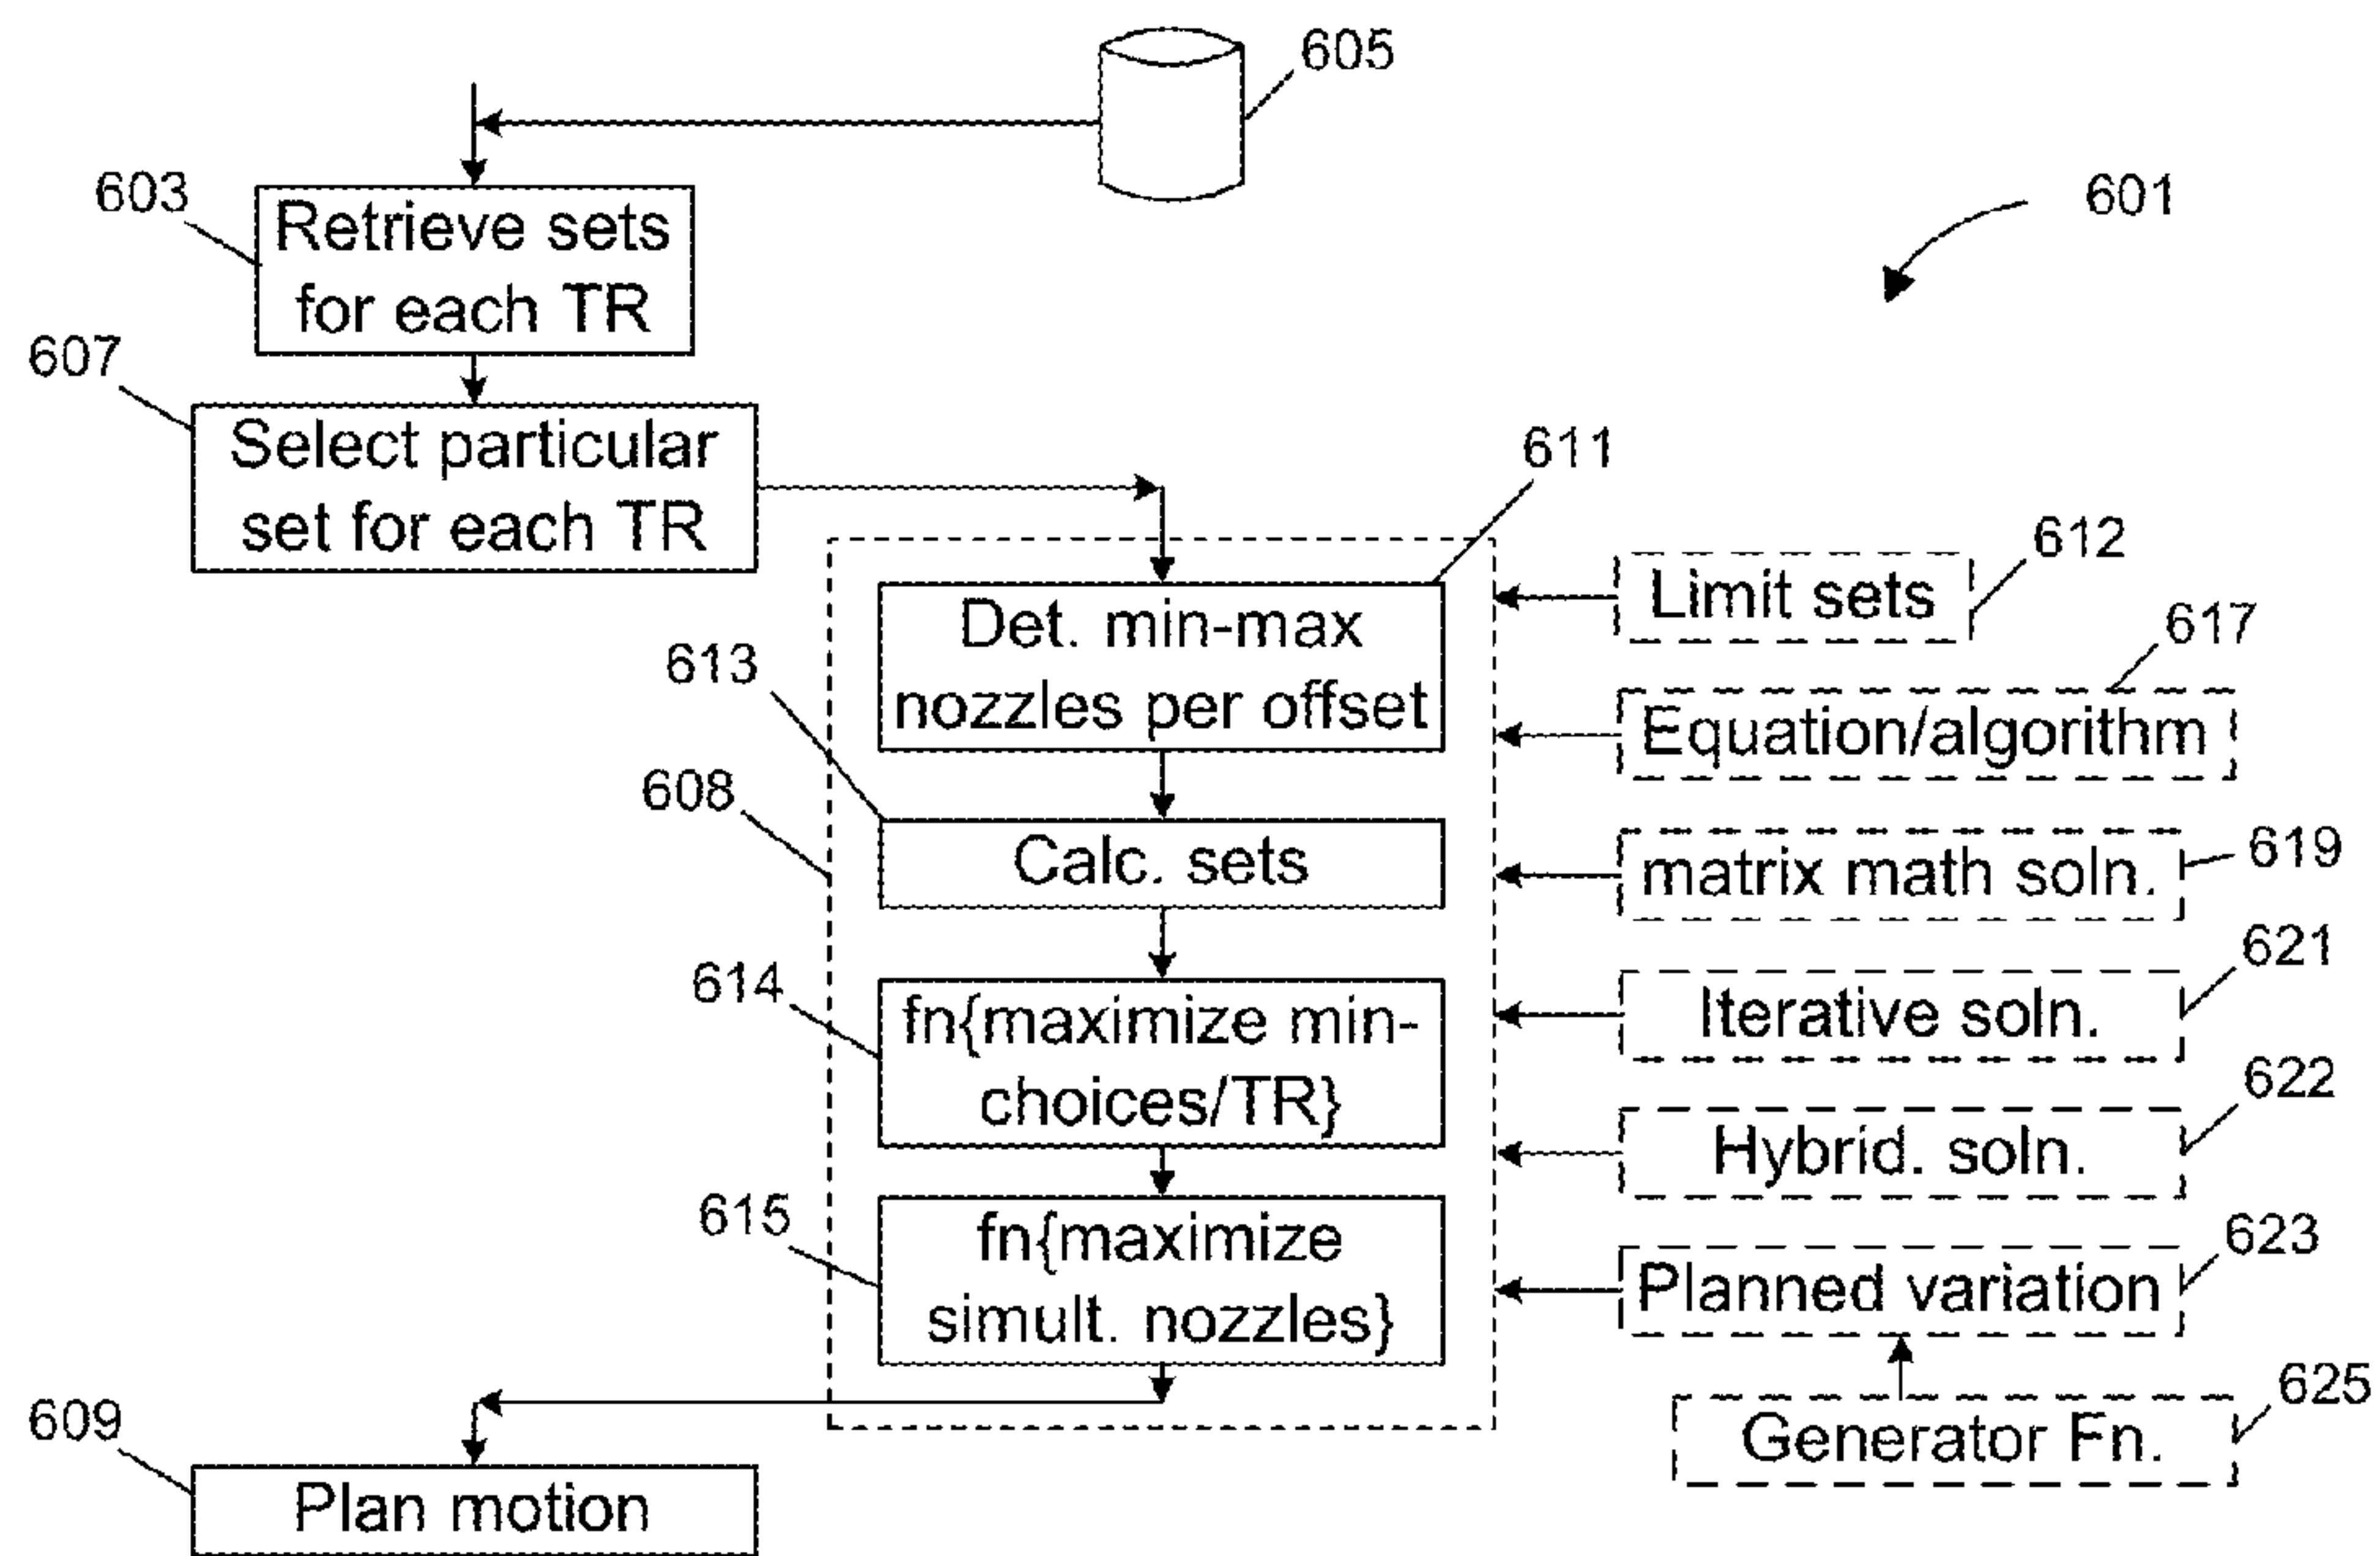 605
601
603
Retrieve sets
for each TR
607
Select particular
set for each TR
611
Det. min-max
nozzles per offset
612
Limit sets
617
Equation/algorithm
613
Calc. sets
608
619
matrix math soln.
621
Iterative soln.
614
fn{maximize min-
choices/TR}
622
Hybrid. soln.
615
fn{maximize
simult. nozzles}
623
Planned variation
625
Generator Fn.
609
Plan motion